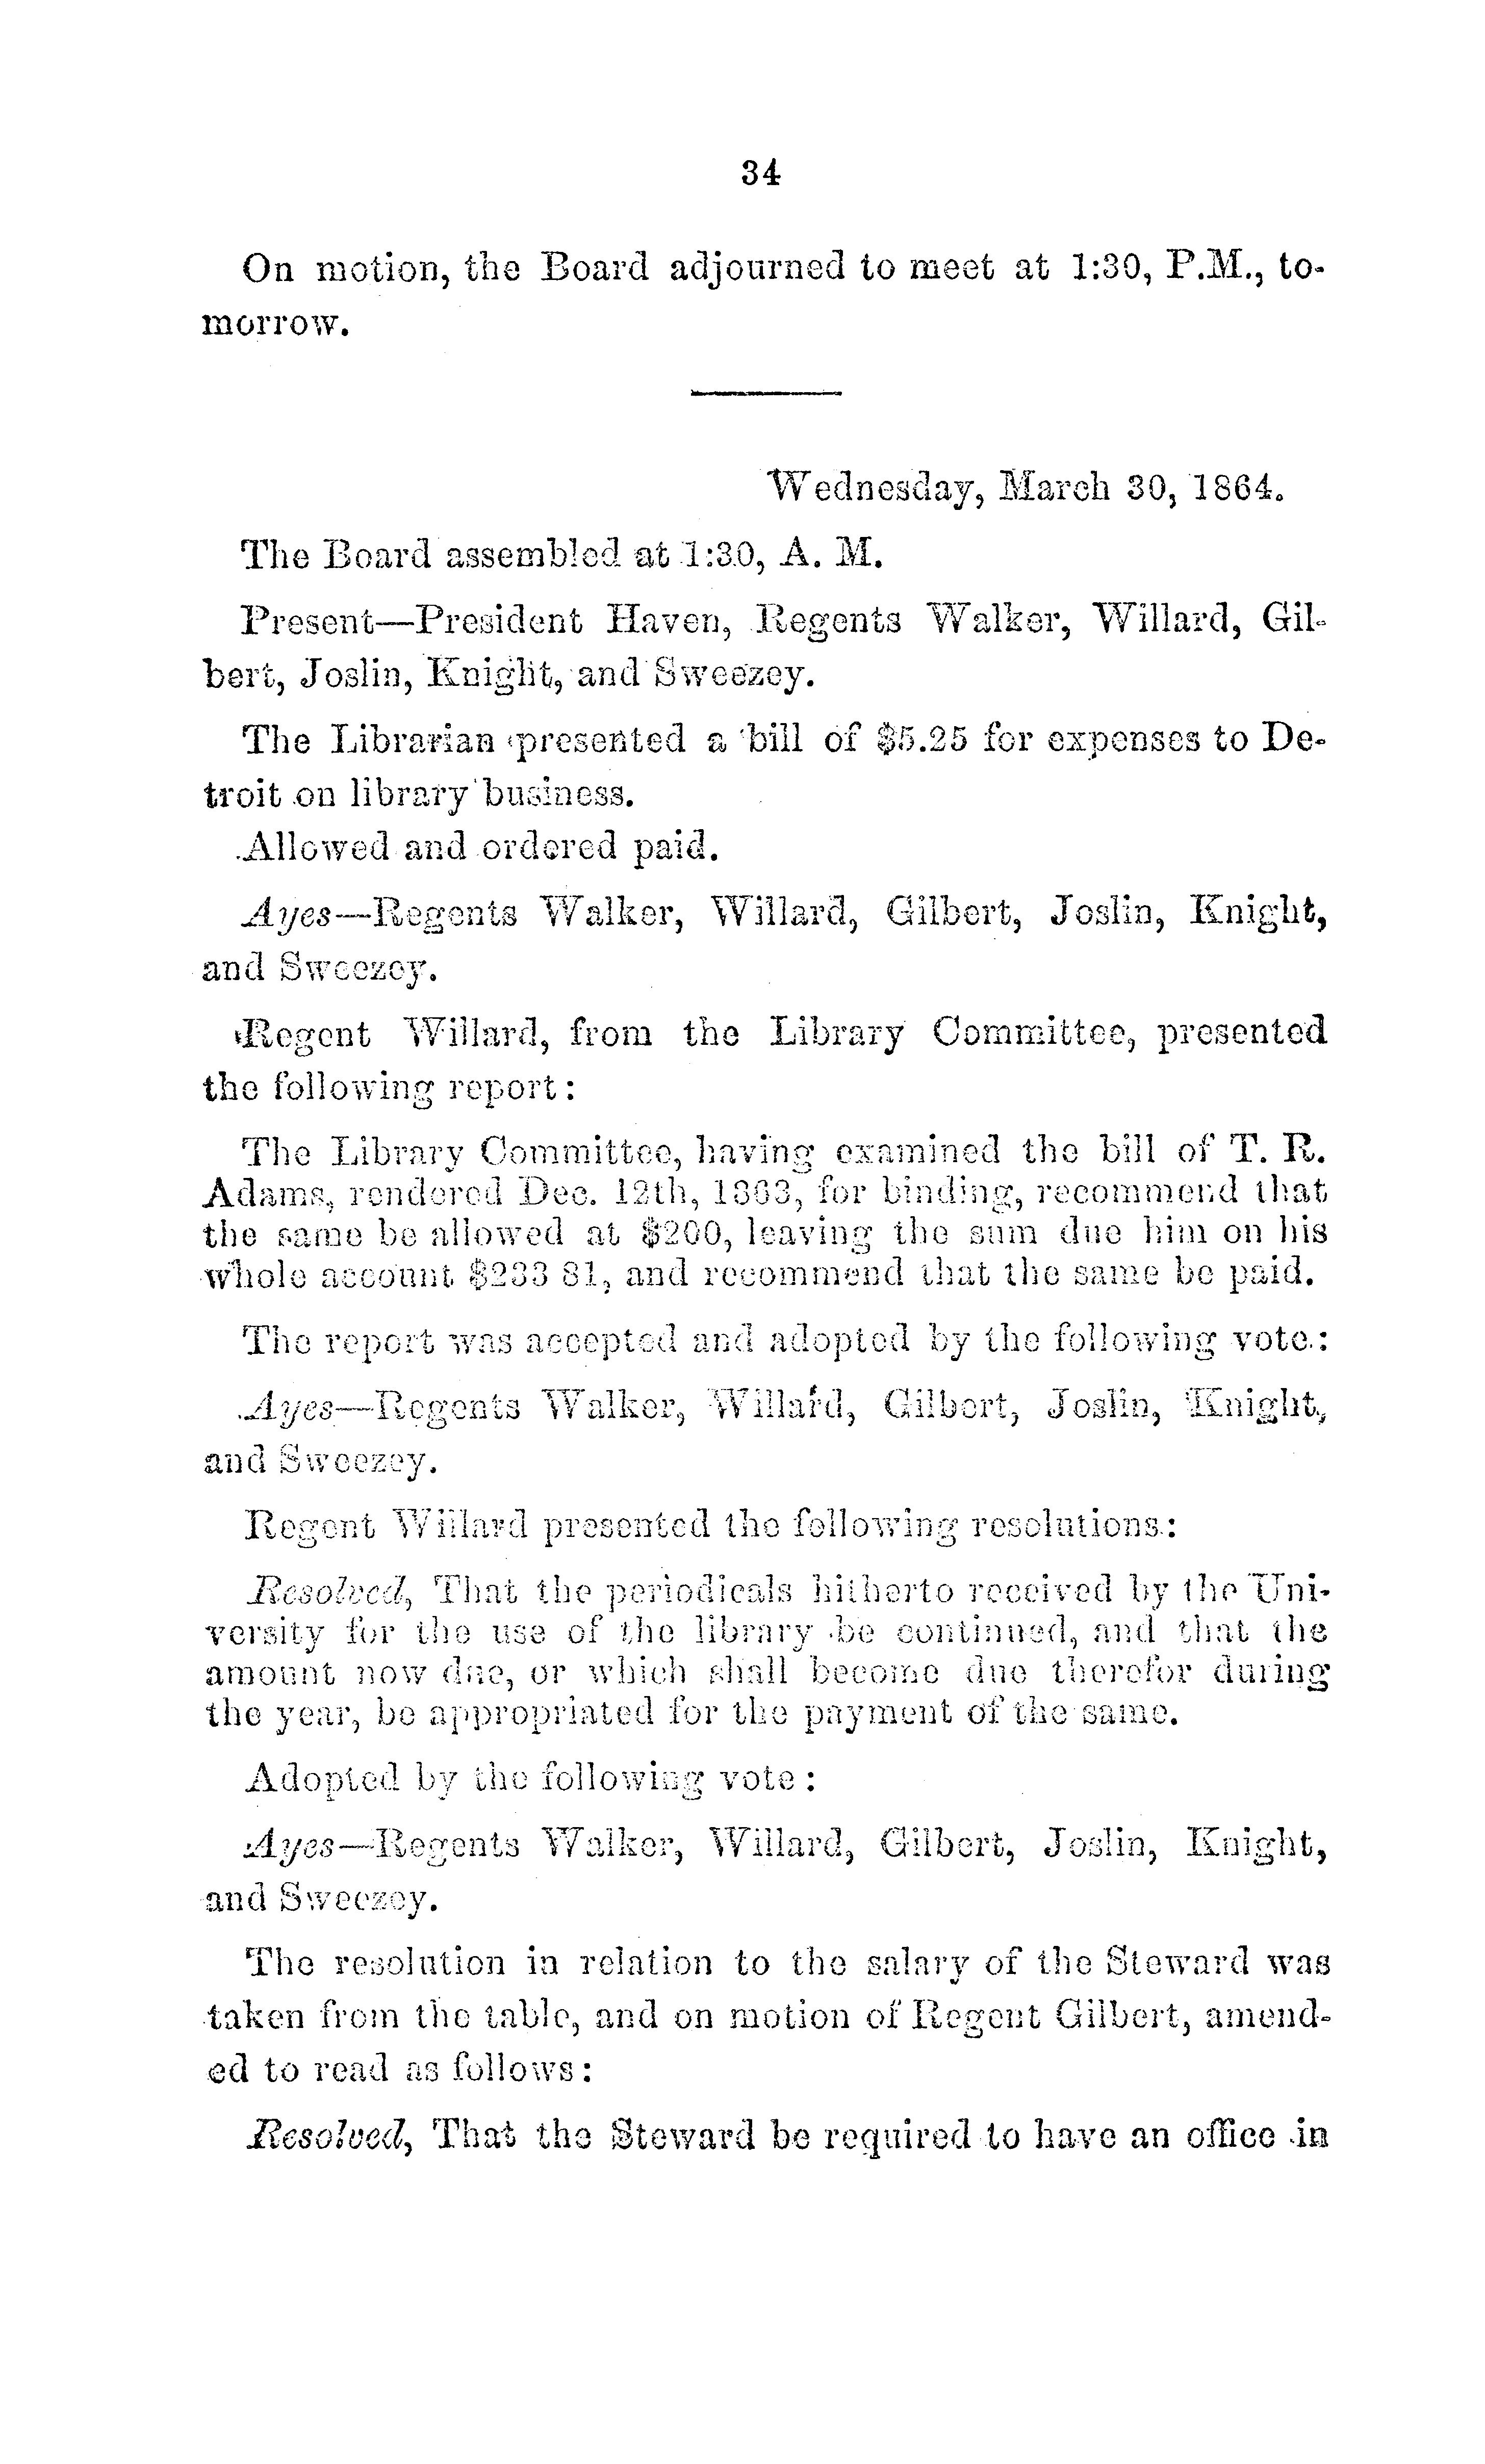 34
On motion, the Board adjourned to meet at 1:30, P.M., to-
morrow.
Wednesday, March 30, 1864.
The Board assembled at 1:30, A. M.
Present—President Haven, Regents Walker, Willard, Gil-
bert, Joslin, Knight, and Sweezey.
The Librarian presented a bill of $5.25 for expenses to De-
troit on library business.
Allowed and ordered paid.
Ayes—Regents Walker, Willard, Gilbert, Joslin, Knight,
and Sweezey.
Regent Willard, from the Library Committee, presented
the following report:
The Library Committee, having examined the bill of T. R.
Adams, rendered Dec. 12th, 1863, for binding, recommend that
the same be allowed at $200, leaving the sum due him on his
whole account $233 81, and recommend that the same be paid.
The report was accepted and adopted by the following vote:
Ayes—Regents Walker, Willard, Gilbert, Joslin, Knight,
and Sweezey.
Regent Willard presented the following resolutions:
Resolved, That the periodicals hitherto received by the Uni-
versity for the use of the library be continued, and that the
amount now due, or which shall become due therefor during
the year, be appropriated for the payment of the same.
Adopted by the following vote:
Ayes—Regents Walker, Willard, Gilbert, Joslin, Knight,
and Sweezey.
The resolution in relation to the salary of the Steward was
taken from the table, and on motion of Regent Gilbert, amend-
ed to read as follows:
Resolved, That the Steward be required to have an office in